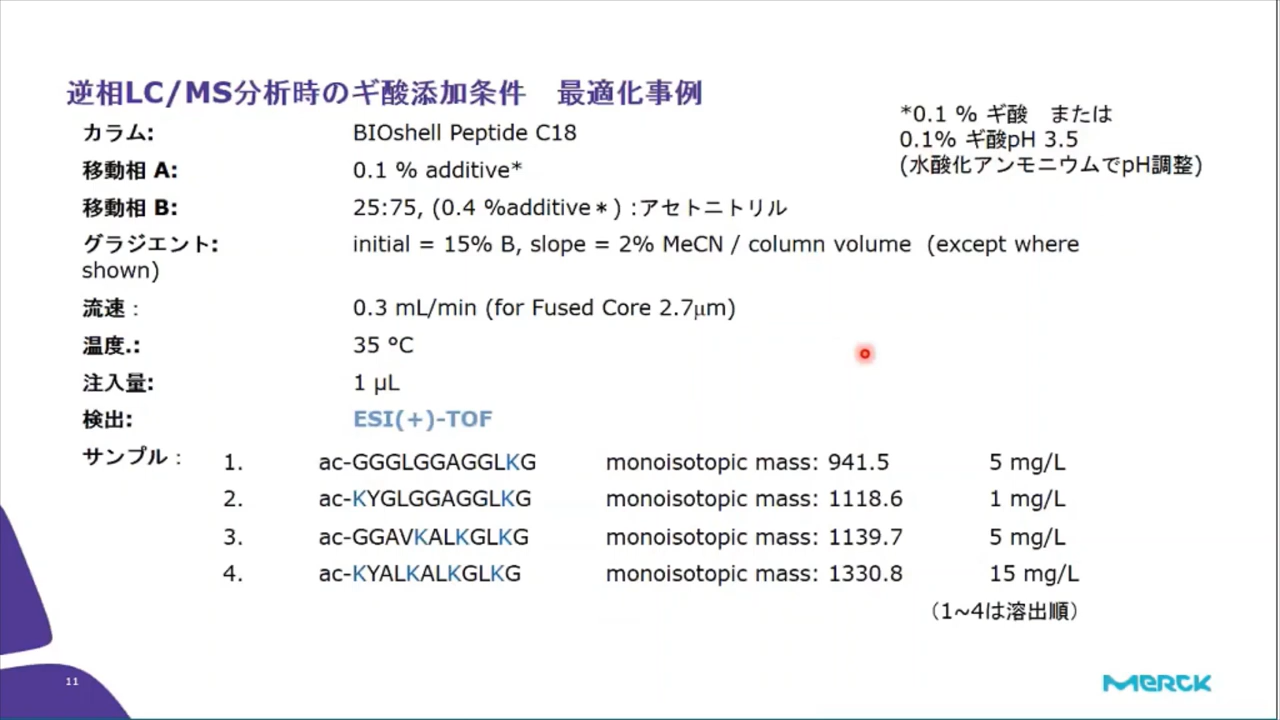 逆相LC/MS分析時のギ酸添加条件　最適化事例
*0.1 % ギ酸　または
0.1% ギ酸pH 3.5
(水酸化アンモニウムでpH調整)
カラム: BIOshell Peptide C18
移動相 A: 0.1 % additive*
移動相 B: 25:75, (0.4 %additive＊) :アセトニトリル
グラジエント: initial = 15% B, slope = 2% MeCN / column volume (except where
shown)
流速： 0.3 mL/min (for Fused Core 2.7μm)
温度.: 35 °C
注入量: 1 µL
検出: ESI(+)-TOF
サンプル： 1. ac-GGGLGGAGGLKG monoisotopic mass: 941.5 5 mg/L
2. ac-KYGLGGAGGLKG monoisotopic mass: 1118.6 1 mg/L
3. ac-GGAVKALKGLKG monoisotopic mass: 1139.7 5 mg/L
4. ac-KYALKALKGLKG monoisotopic mass: 1330.8 15 mg/L
（1~4は溶出順）
11
MERCK